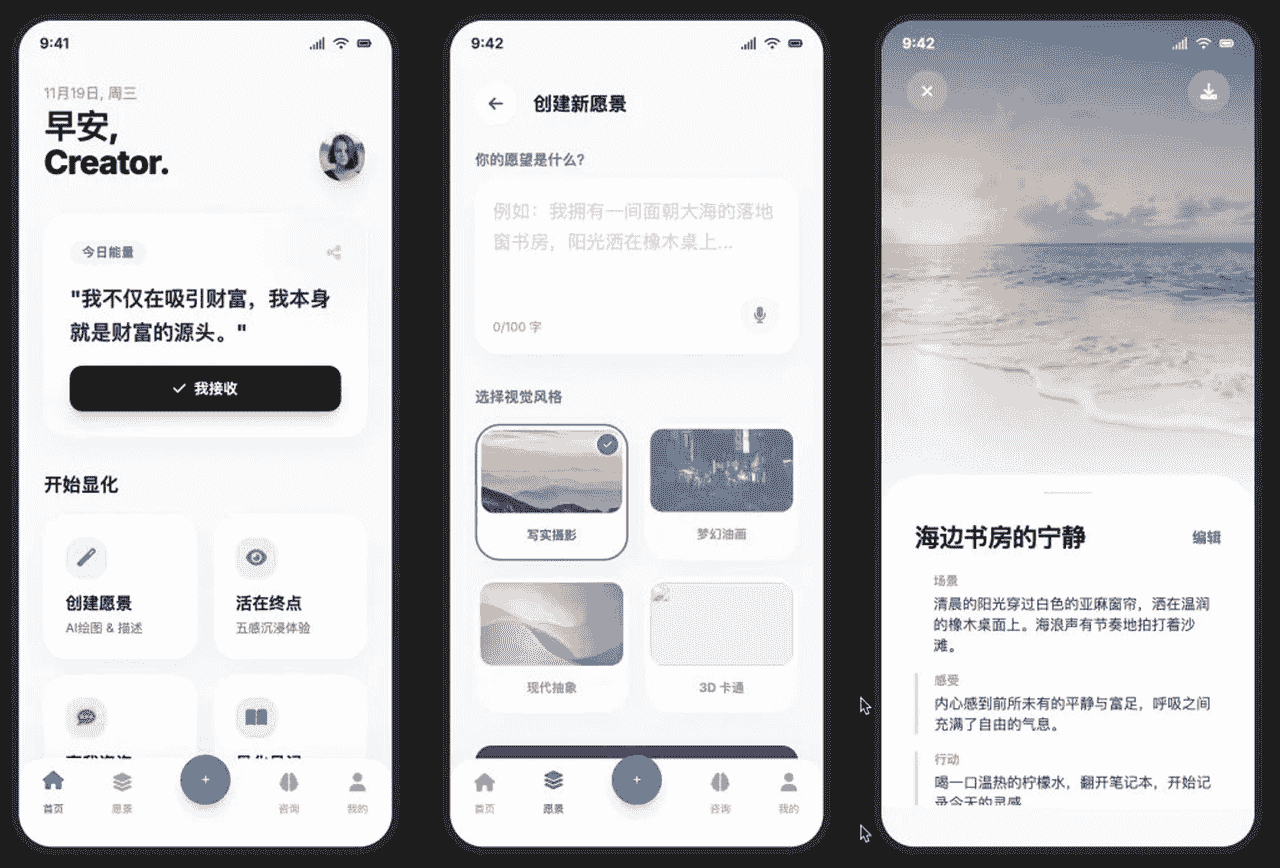 9:41
11月19日, 周三
早安,
Creator.
今日能量
"我不仅在吸引财富，我本身
就是财富的源头。"
我接收
开始显化
创建愿景
AI绘图 & 描述
活在终点
五感沉浸体验
首页
愿景
+
咨询
我的
9:42
创建新愿景
你的愿望是什么?
例如：我拥有一间面朝大海的落地
窗书房，阳光洒在橡木桌上...
0/100 字
选择视觉风格
写实摄影
梦幻油画
现代抽象
3D 卡通
首页
愿景
+
咨询
我的
9:42
海边书房的宁静
编辑
场景
清晨的阳光穿过白色的亚麻窗帘，洒在温润
的橡木桌面上。海浪声有节奏地拍打着沙
滩。
感受
内心感到前所未有的平静与富足，呼吸之间
充满了自由的气息。
行动
喝一口温热的柠檬水，翻开笔记本，开始记
录今天的灵感